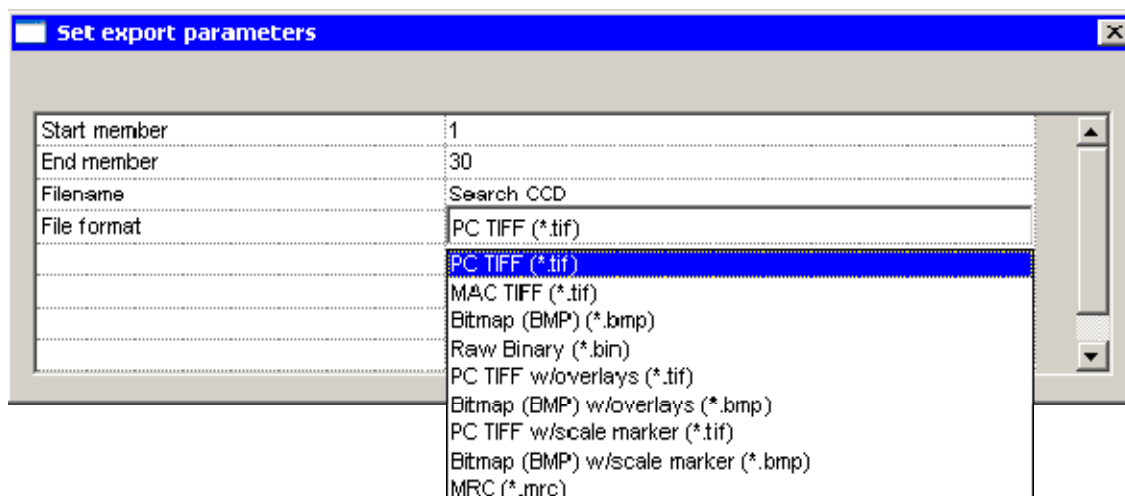 Set export parameters
Start member 1
End member 30
Filename Search CCD
File format PC TIFF (*.tif)
PC TIFF (*.tif)
MAC TIFF (*.tif)
Bitmap (BMP) (*.bmp)
Raw Binary (*.bin)
PC TIFF w/overlays (*.tif)
Bitmap (BMP) w/overlays (*.bmp)
PC TIFF w/scale marker (*.tif)
Bitmap (BMP) w/scale marker (*.bmp)
MRC (*.mrc)